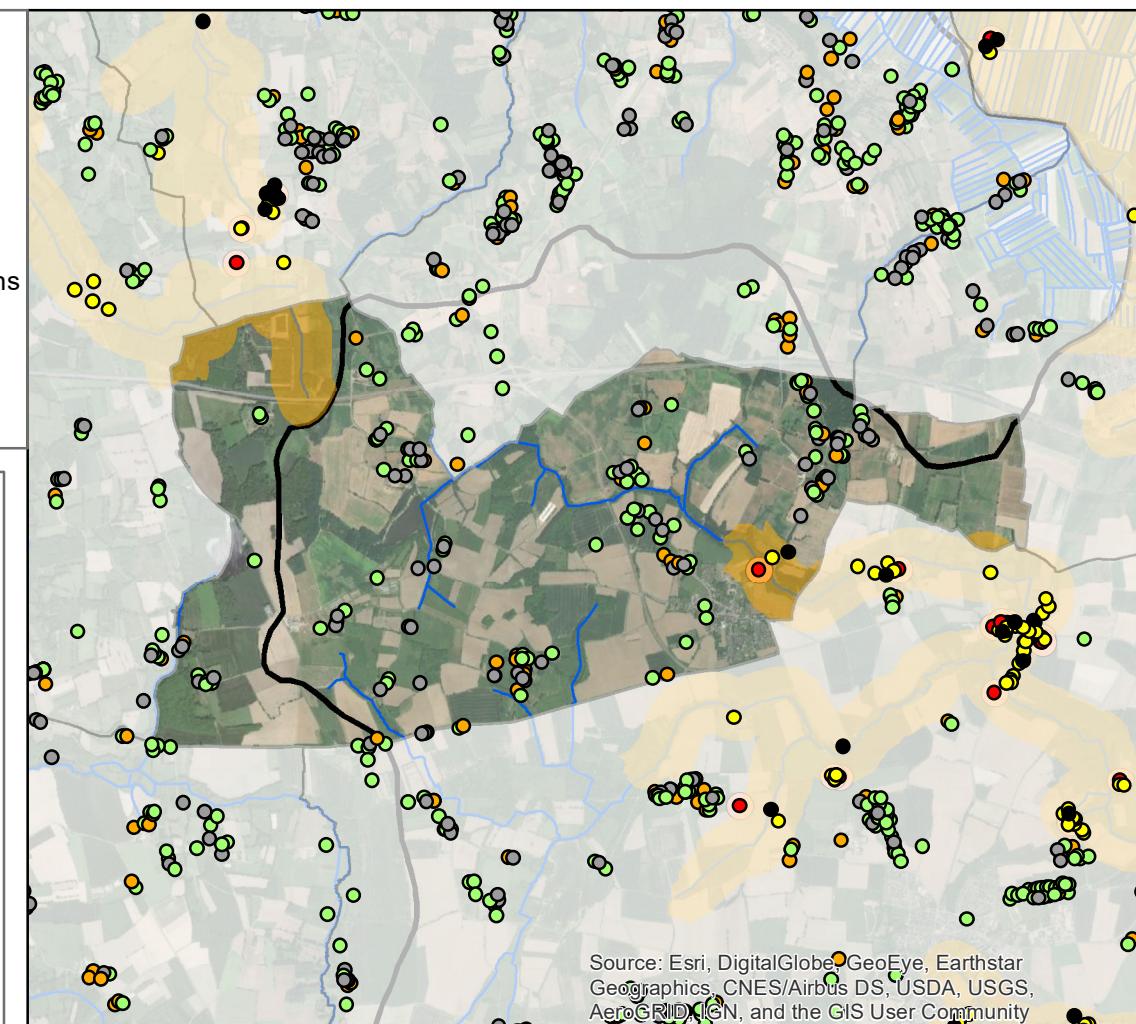 ns
Source: Esri, DigitalGlobe, GeoEye, Earthstar
Geographics, CNES/Airbus DS, USDA, USGS,
AeroGRID, IGN, and the GIS User Community